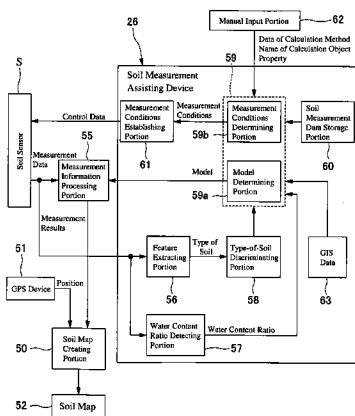 Manual Input Portion
62
26
Data of Calculation Method
Name of Calculation Object
Property
59
S
Soil Measurement
Assisting Device
Control Data
Measurement
Conditions
Establishing
Portion
61
Measurement
Conditions
Measurement
Conditions
Determining
Portion
59b
Soil
Measurement
Dam Storage
Portion
60
Soil Sensor
55
Measurement
Data
Measurement
Information
Processing
Portion
Model
Model
Determining
Portion
59a
Measurement
Results
51
GPS Device
Position
Feature
Extracting
Portion
56
Type of
Soil
Type-of-Soil
Discriminating
Portion
58
GIS
Data
63
Water Content
Ratio Detecting
Portion
57
Water Content Ratio
50
Soil Map
Creating
Portion
52
Soil Map